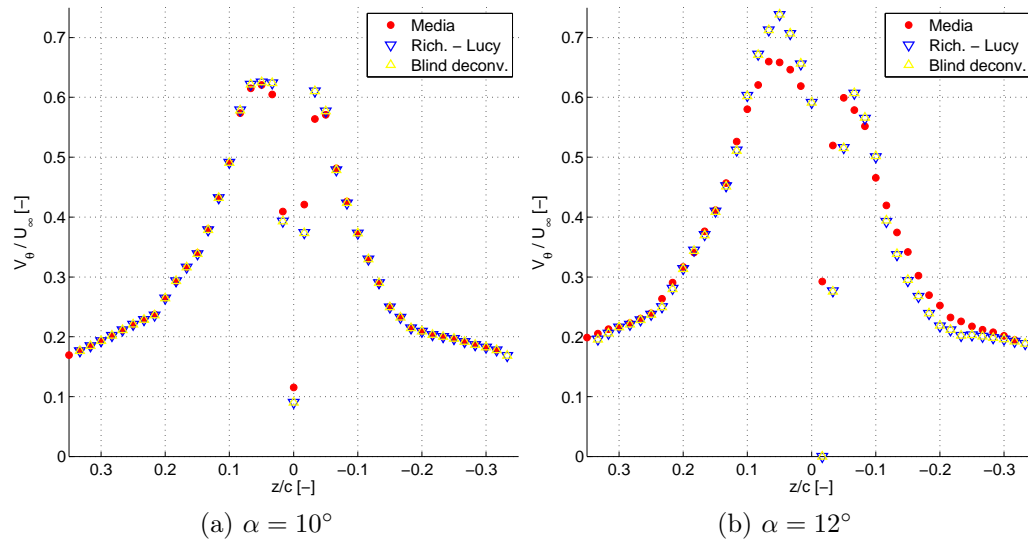 Media
Rich. − Lucy
Blind deconv.
0.7
0.6
0.5
0.4
0.3
0.2
0.1
0
V_θ / U_∞ [−]
0.3 0.2 0.1 0 −0.1 −0.2 −0.3
z/c [−]
(a) α = 10°
Media
Rich. − Lucy
Blind deconv.
0.7
0.6
0.5
0.4
0.3
0.2
0.1
0
V_θ / U_∞ [−]
0.3 0.2 0.1 0 −0.1 −0.2 −0.3
z/c [−]
(b) α = 12°